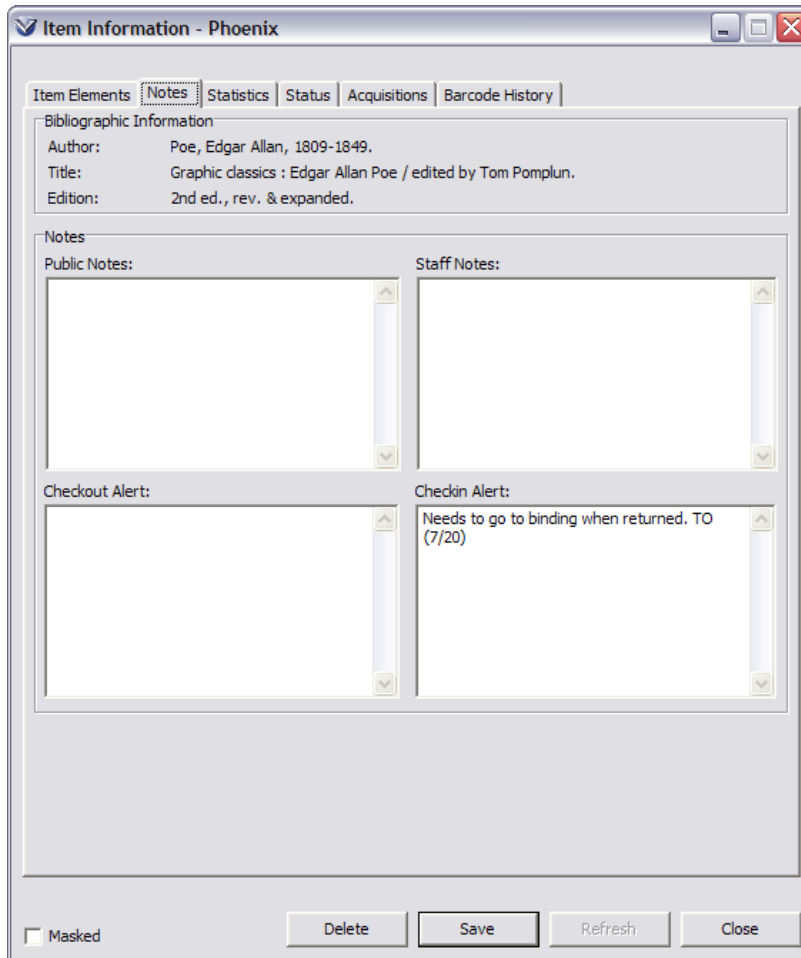 Item Information - Phoenix
Item Elements Notes Statistics Status Acquisitions Barcode History
Bibliographic Information
Author: Poe, Edgar Allan, 1809-1849.
Title: Graphic classics : Edgar Allan Poe / edited by Tom Pomplun.
Edition: 2nd ed., rev. & expanded.
Notes
Public Notes: Staff Notes:
Checkout Alert: Checkin Alert:
Needs to go to binding when returned. TO
(7/20)
Masked Delete Save Refresh Close